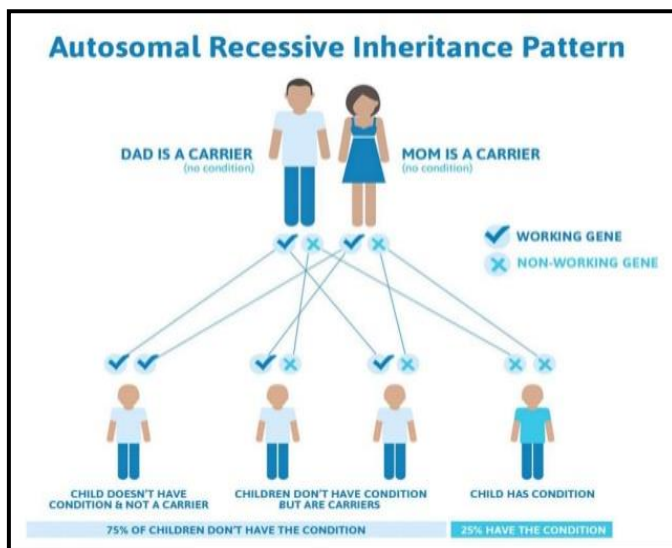 Autosomal Recessive Inheritance Pattern
DAD IS A CARRIER
(no condition)
MOM IS A CARRIER
(no condition)
WORKING GENE
NON-WORKING GENE
CHILD DOESN'T HAVE
CONDITION & NOT A CARRIER
CHILDREN DON'T HAVE CONDITION
BUT ARE CARRIERS
CHILD HAS CONDITION
75% OF CHILDREN DON'T HAVE THE CONDITION
25% HAVE THE CONDITION